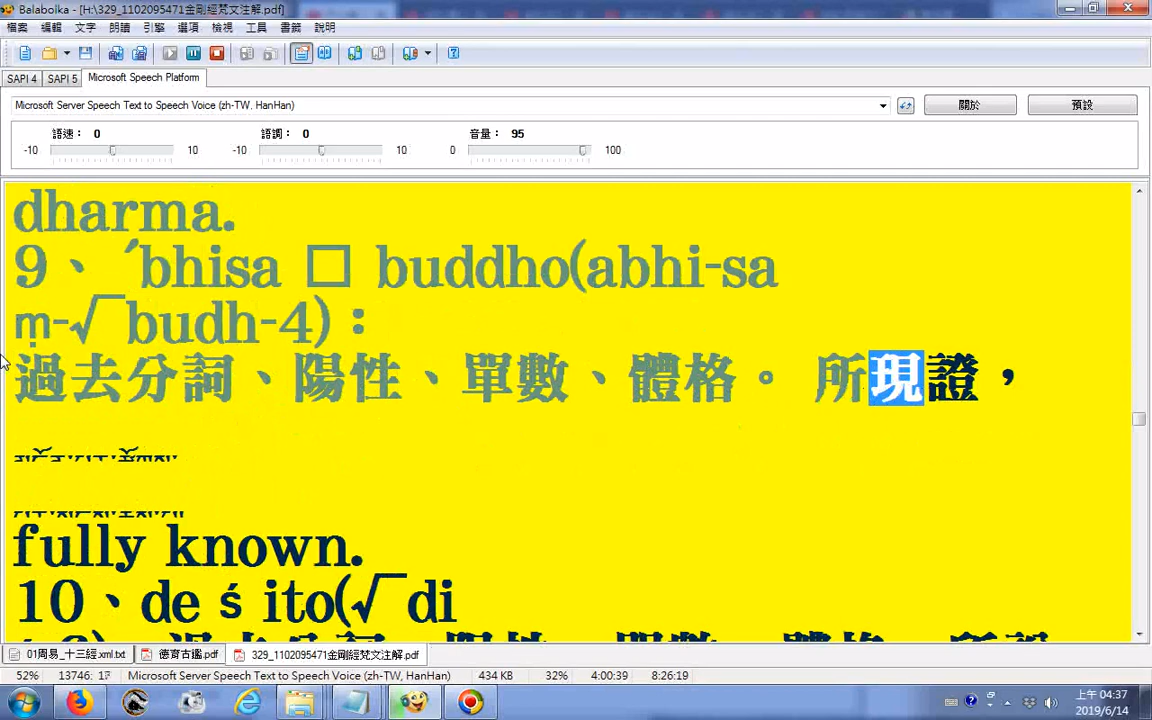 Balabolka - [H:\329_1102095471金剛經梵文注解.pdf]
檔案 編輯 文字 朗讀 引擎 選項 檢視 工具 書籤 說明
SAPI 4 SAPI 5 Microsoft Speech Platform
Microsoft Server Speech Text to Speech Voice (zh-TW, HanHan) 關於 預設
語速： 0 語調： 0 音量： 95
-10 10 -10 10 0 100
dharma.
9、 ´bhisa □ buddho(abhi-sa
ṃ-√budh-4)：
過去分詞、陽性、單數、體格。 所現證，
fully known.
10、de ś ito(√di
01周易_十三經.xml.txt 德育古鑑.pdf 329_1102095471金剛經梵文注解.pdf
52% 13746: 17 Microsoft Server Speech Text to Speech Voice (zh-TW, HanHan) 434 KB 32% 4:00:39 8:26:19
上午 04:37
2019/6/14